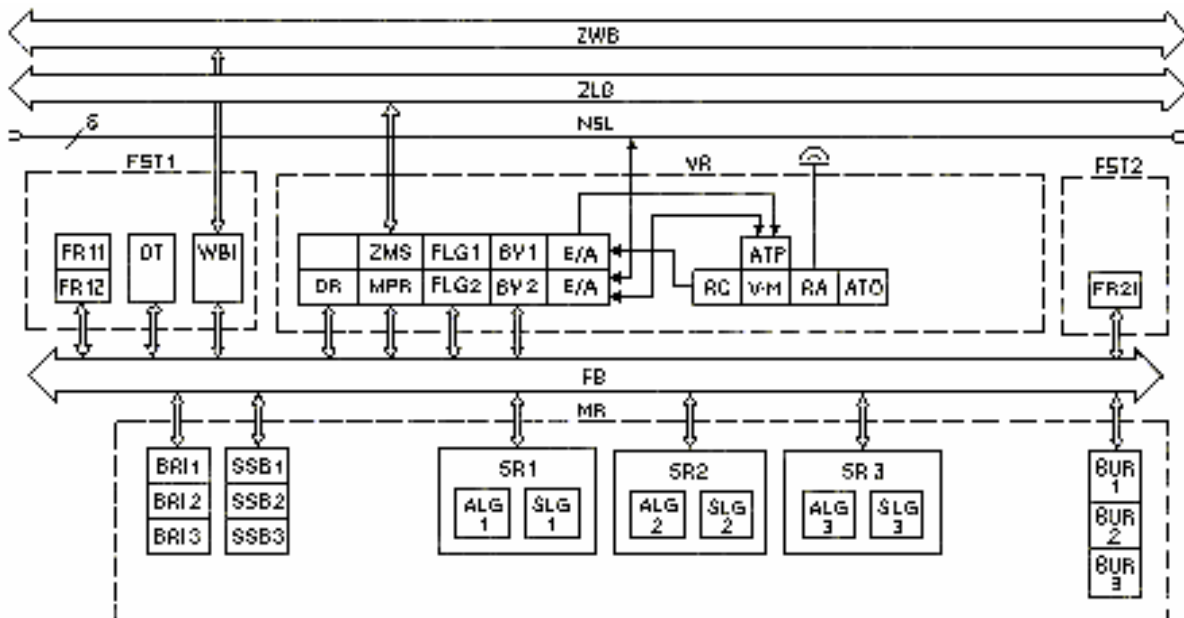 ZWB
ZLB
6
NSL
FST1
VR
FST2
FR11
FR12
DT
WBI
ZMS FLG1 BV1 E/A
DR MPR FLG2 BV2 E/A
ATP
RC V-M RA ATO
FR21
FB
MR
BRI1
BRI2
BRI3
SSB1
SSB2
SSB3
SR1
ALG 1
SLG 1
SR2
ALG 2
SLG 2
SR3
ALG 3
SLG 3
BUR 1
BUR 2
BUR 3